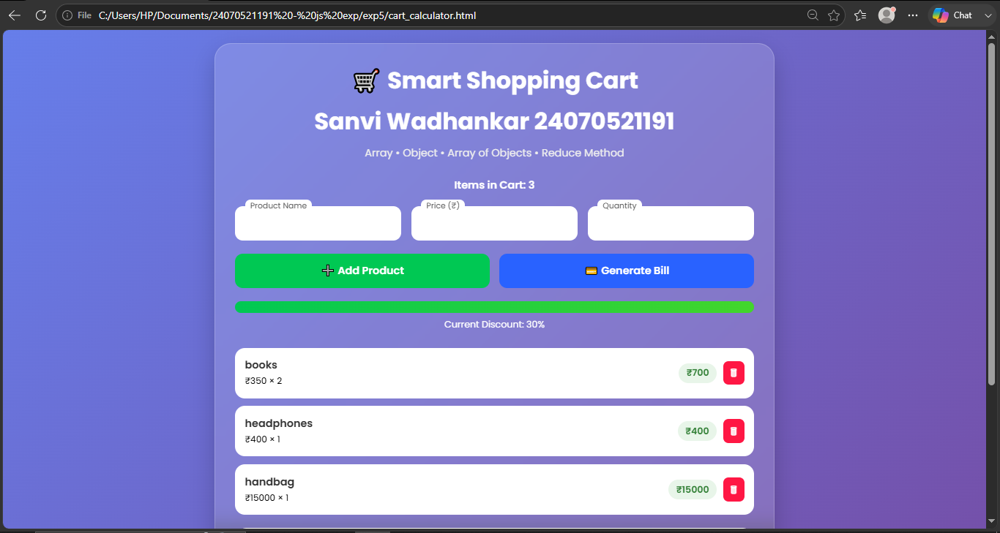 File C:/Users/HP/Documents/24070521191%20-%20js%20exp/exp5/cart_calculator.html
Chat
Smart Shopping Cart
Sanvi Wadhankar 24070521191
Array • Object • Array of Objects • Reduce Method
Items in Cart: 3
Product Name Price (₹) Quantity
Add Product Generate Bill
Current Discount: 30%
books
₹350 × 2
₹700
headphones
₹400 × 1
₹400
handbag
₹15000 × 1
₹15000